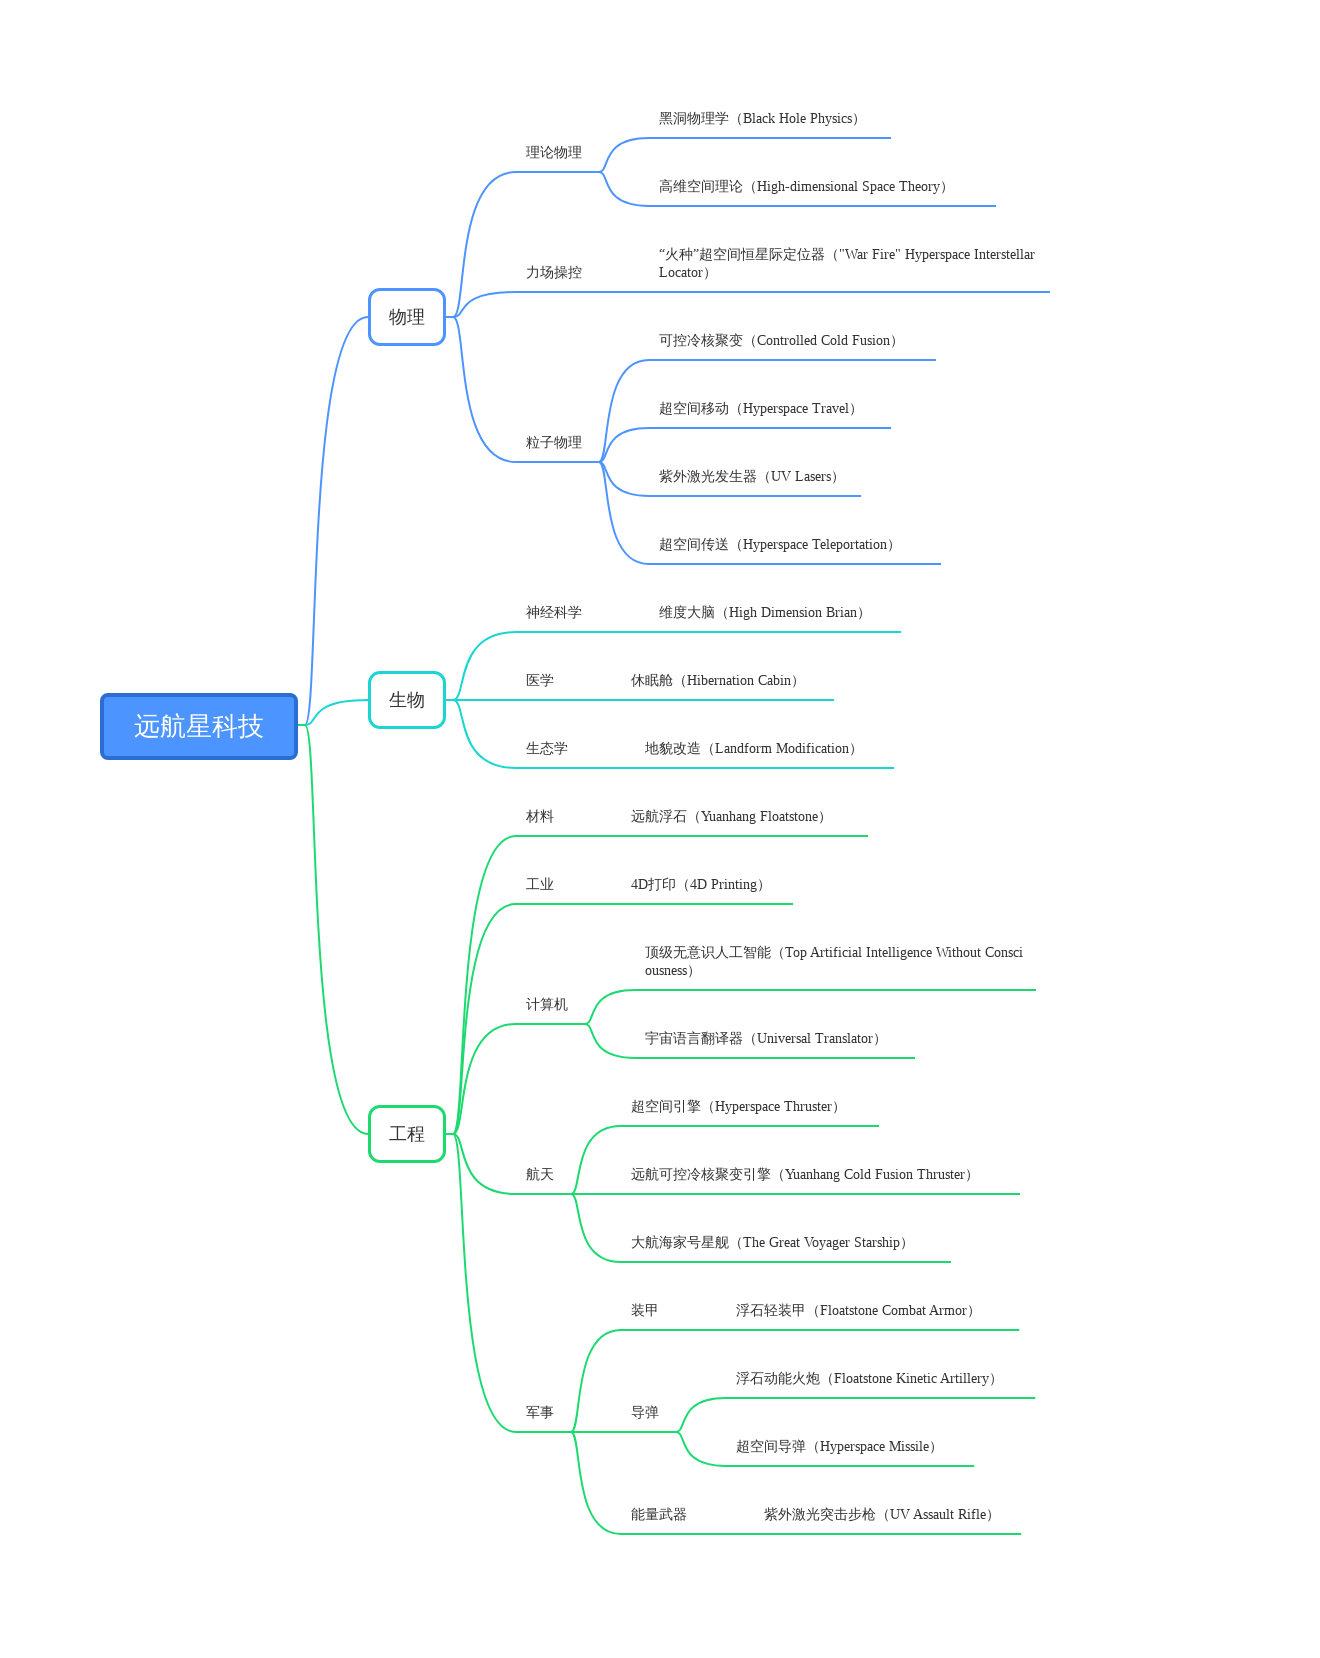 远航星科技
物理
理论物理
黑洞物理学（Black Hole Physics）
高维空间理论（High-dimensional Space Theory）
力场操控
“火种”超空间恒星际定位器（"War Fire" Hyperspace Interstellar
Locator）
粒子物理
可控冷核聚变（Controlled Cold Fusion）
超空间移动（Hyperspace Travel）
紫外激光发生器（UV Lasers）
超空间传送（Hyperspace Teleportation）
生物
神经科学
维度大脑（High Dimension Brian）
医学
休眠舱（Hibernation Cabin）
生态学
地貌改造（Landform Modification）
工程
材料
远航浮石（Yuanhang Floatstone）
工业
4D打印（4D Printing）
计算机
顶级无意识人工智能（Top Artificial Intelligence Without Consci
ousness）
宇宙语言翻译器（Universal Translator）
航天
超空间引擎（Hyperspace Thruster）
远航可控冷核聚变引擎（Yuanhang Cold Fusion Thruster）
大航海家号星舰（The Great Voyager Starship）
军事
装甲
浮石轻装甲（Floatstone Combat Armor）
导弹
浮石动能火炮（Floatstone Kinetic Artillery）
超空间导弹（Hyperspace Missile）
能量武器
紫外激光突击步枪（UV Assault Rifle）